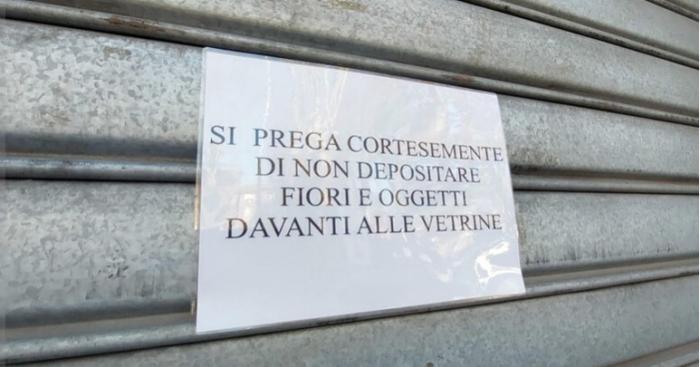 SI PREGA CORTESEMENTE
DI NON DEPOSITARE
FIORI E OGGETTI
DAVANTI ALLE VETRINE